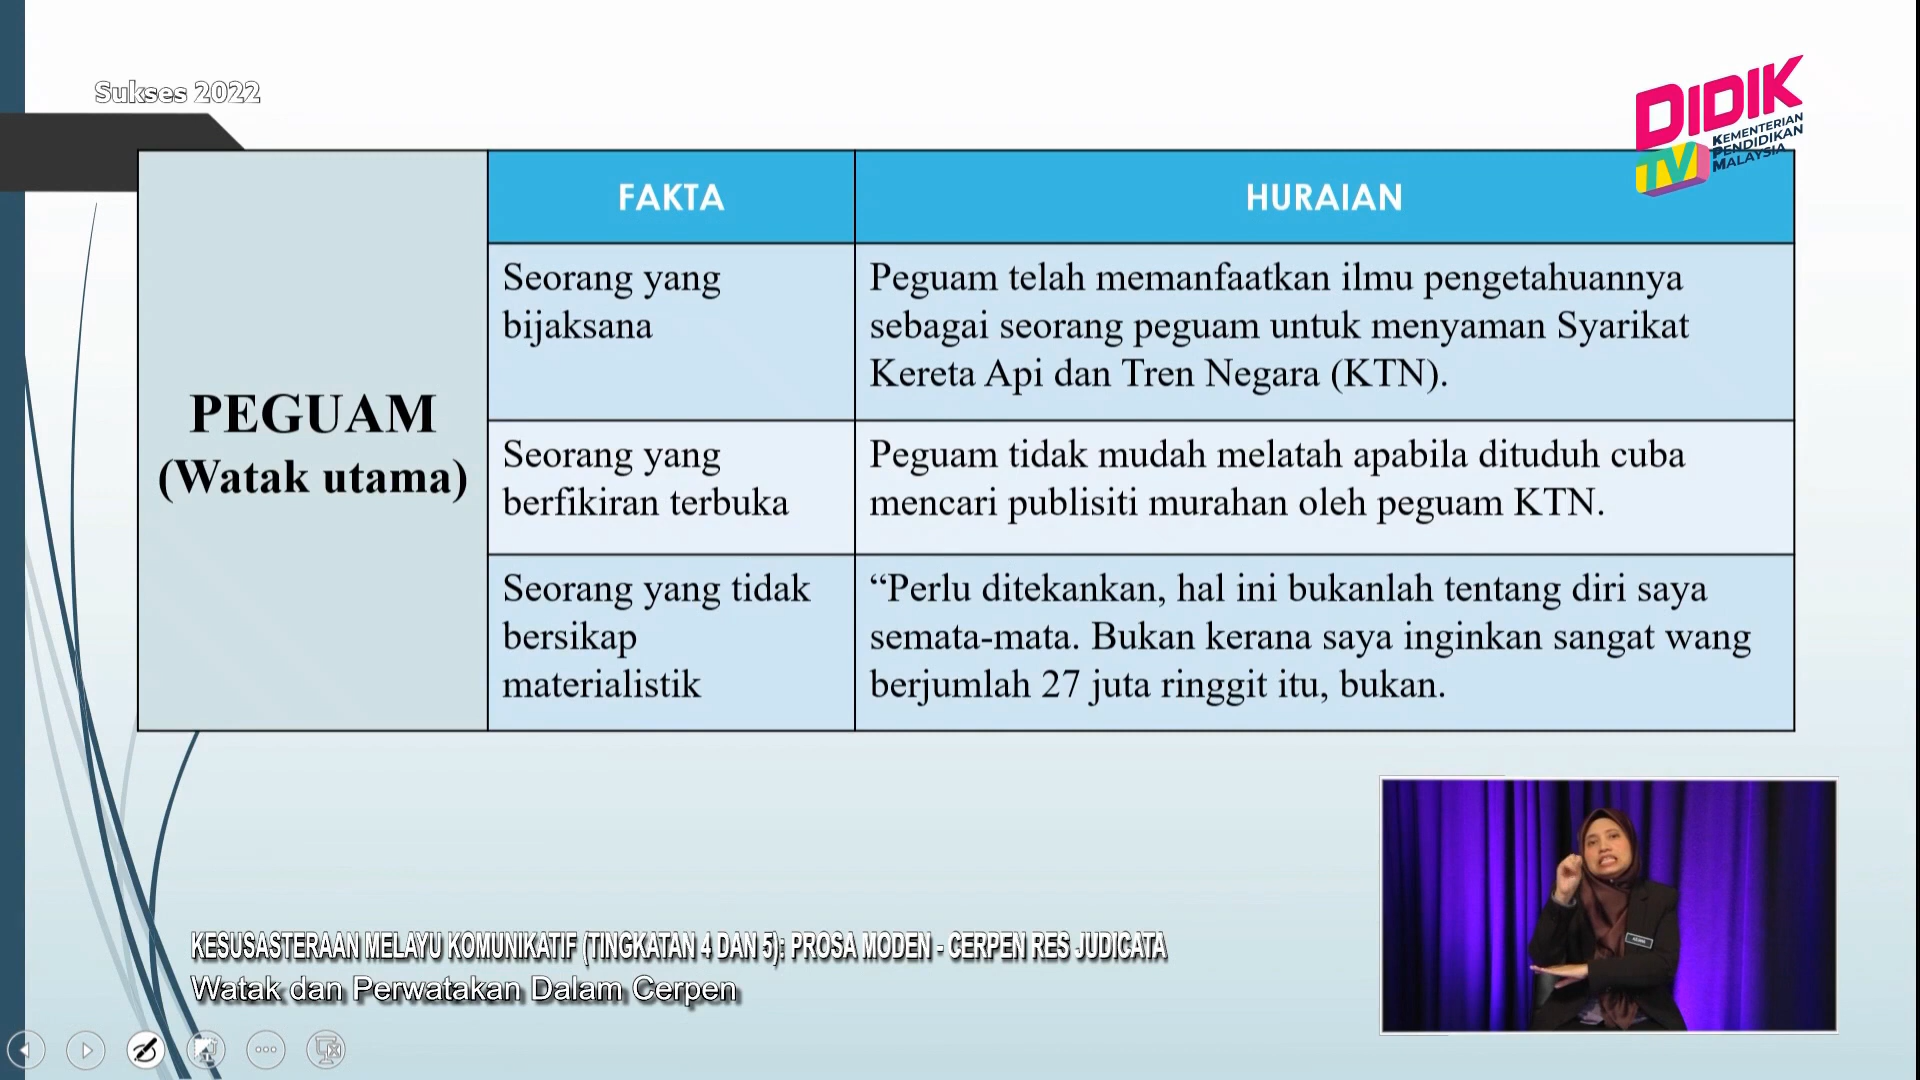 Sukses 2022
DIDIK
TV
KEMENTERIAN
PENDIDIKAN
MALAYSIA
PEGUAM
(Watak utama)
FAKTA
HURAIAN
Seorang yang
bijaksana
Peguam telah memanfaatkan ilmu pengetahuannya
sebagai seorang peguam untuk menyaman Syarikat
Kereta Api dan Tren Negara (KTN).
Seorang yang
berfikiran terbuka
Peguam tidak mudah melatah apabila dituduh cuba
mencari publisiti murahan oleh peguam KTN.
Seorang yang tidak
bersikap
materialistik
“Perlu ditekankan, hal ini bukanlah tentang diri saya
semata-mata. Bukan kerana saya inginkan sangat wang
berjumlah 27 juta ringgit itu, bukan.
KESUSASTERAAN MELAYU KOMUNIKATIF (TINGKATAN 4 DAN 5): PROSA MODEN - CERPEN RES JUDICATA
Watak dan Perwatakan Dalam Cerpen